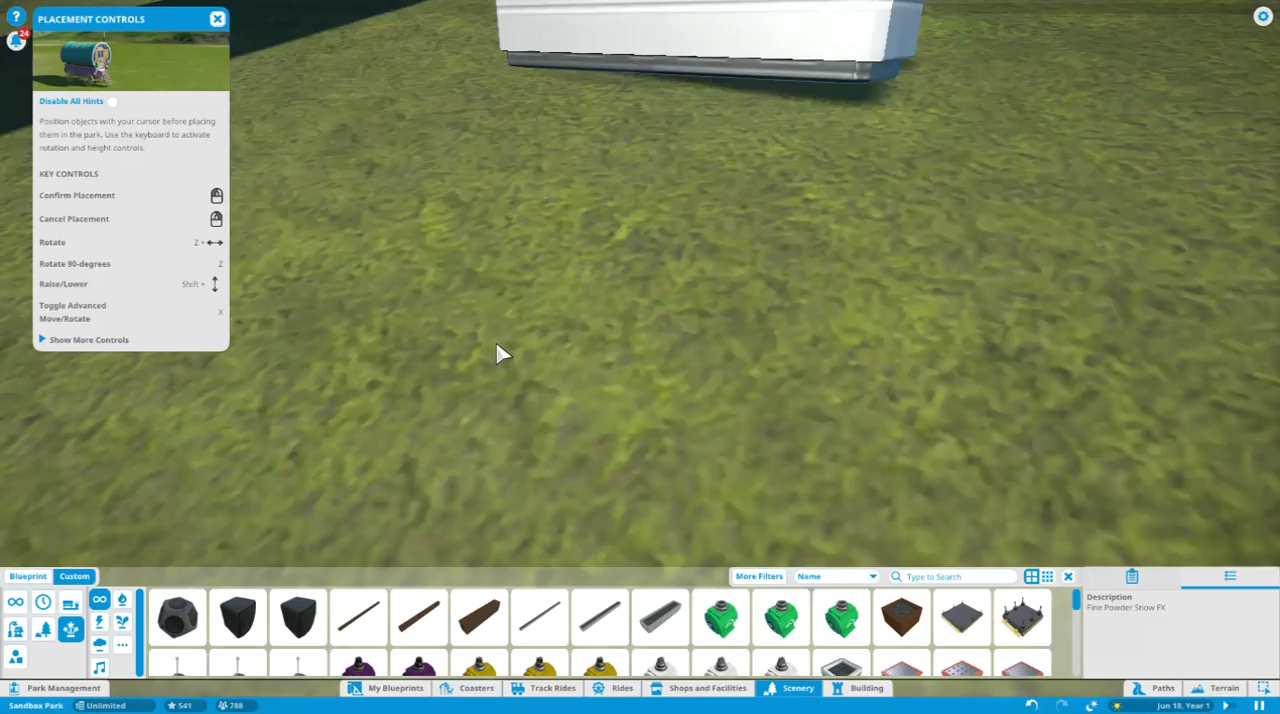 ?
PLACEMENT CONTROLS
24
Disable All Hints
Position objects with your cursor before placing
them in the park. Use the keyboard to activate
rotation and height controls.
KEY CONTROLS
Confirm Placement
Cancel Placement
Rotate Z +
Rotate 90-degrees Z
Raise/Lower Shift +
Toggle Advanced
Move/Rotate X
Show More Controls
Blueprint Custom More Filters Name Type to Search
Description
Fine Powder Snow FX
Park Management My Blueprints Coasters Track Rides Rides Shops and Facilities Scenery Building Paths Terrain
Sandbox Park Unlimited 541 788 Jun 18, Year 1